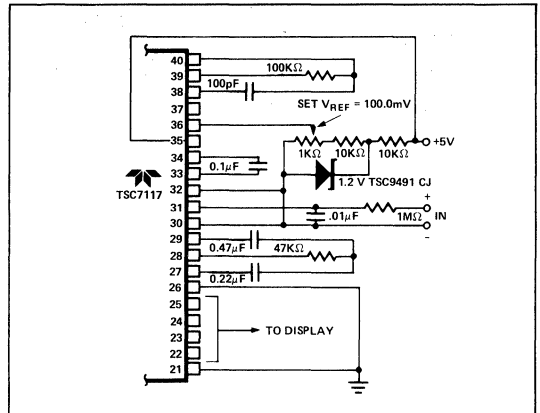 40
39
38
37
36
35
34
33
32
31
30
29
28
27
26
25
24
23
22
21
TSC7117
100KΩ
100pF
SET VREF = 100.0mV
1KΩ 10KΩ 10KΩ +5V
0.1μF
1.2 V TSC9491 CJ
+
.01μF 1MΩ IN
-
0.47μF 47KΩ
0.22μF
TO DISPLAY